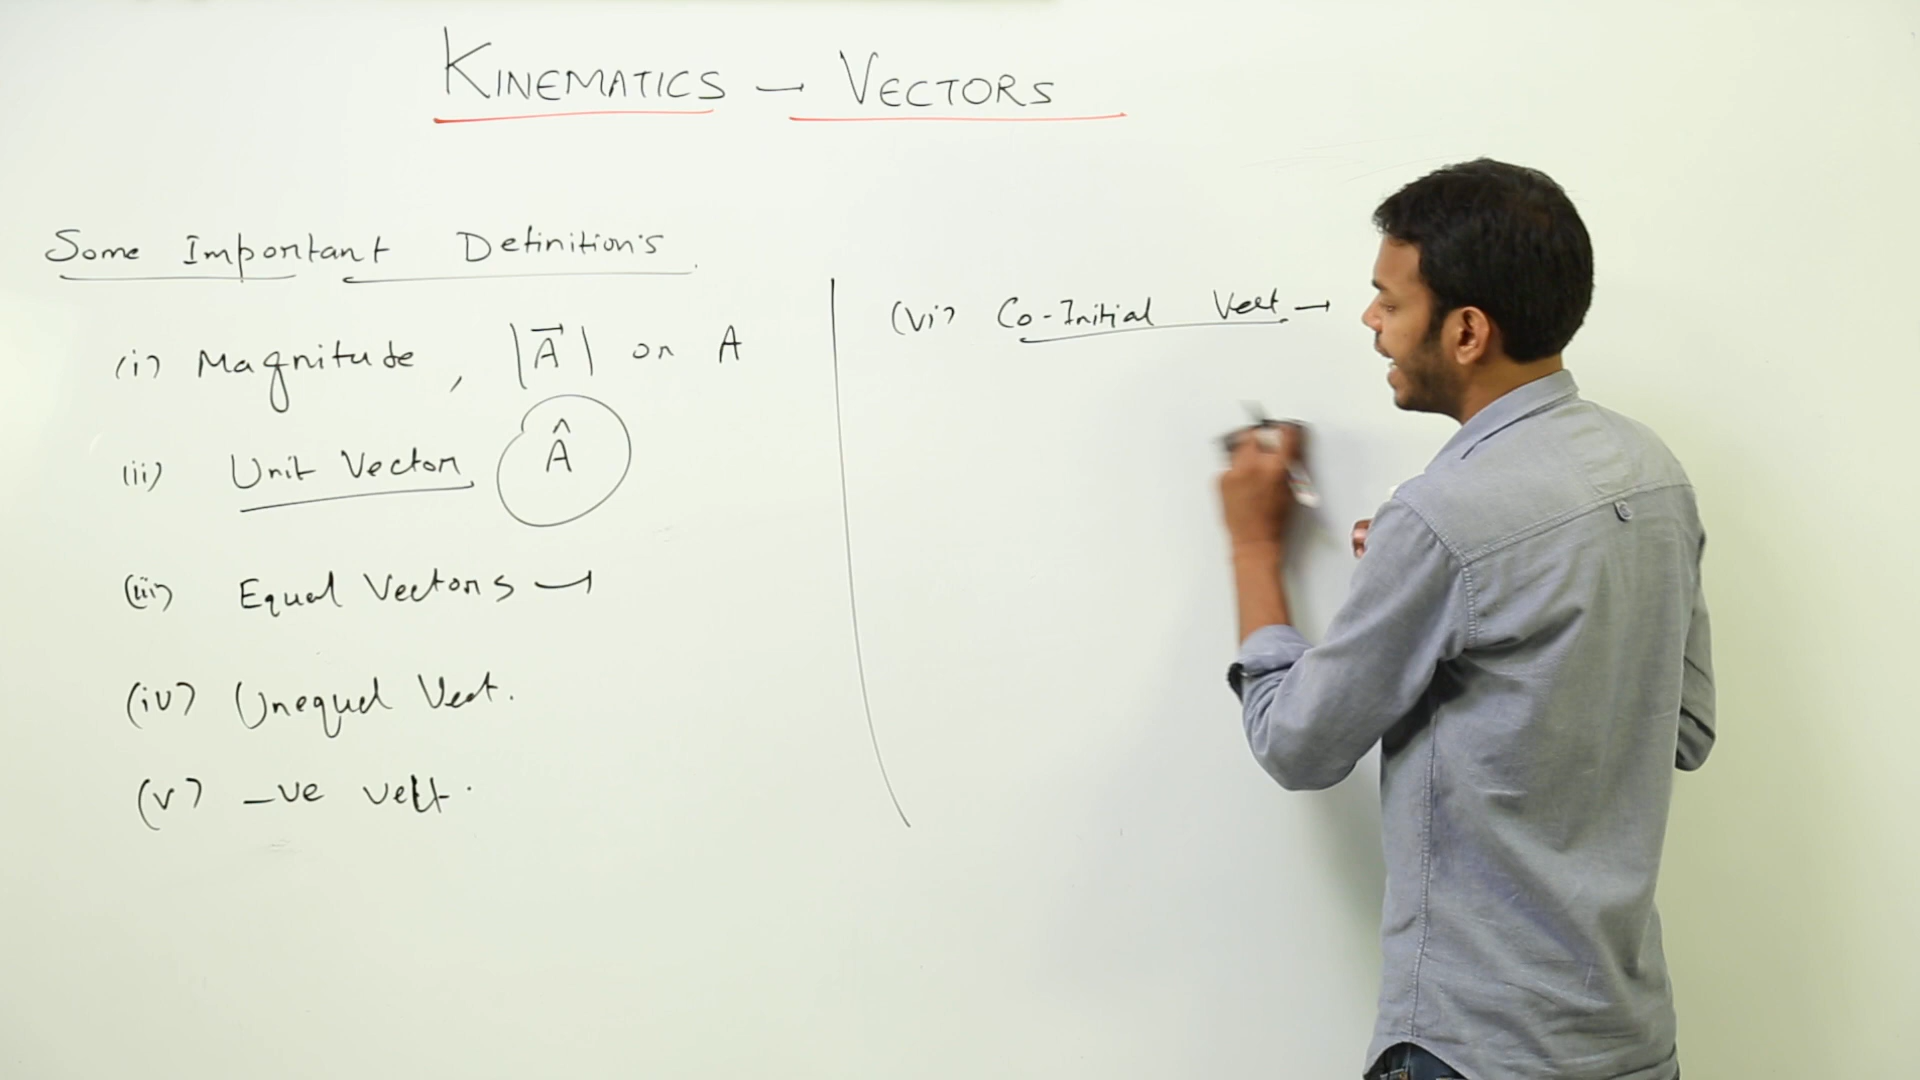 KINEMATICS → VECTORS
Some Important Definition's
(i) Magnitude, |A⃗| or A
(ii) Unit Vector Â
(iii) Equal Vectors →
(iv) Unequal Vect.
(v) -ve vect.
(vi) Co-Initial Vect. →